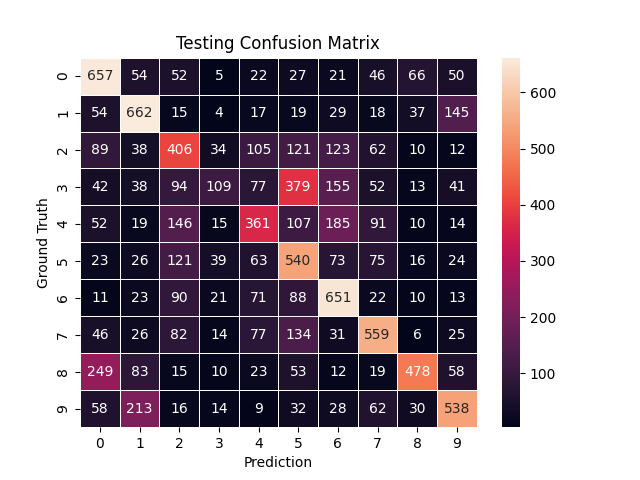 Testing Confusion Matrix
0 657 54 52 5 22 27 21 46 66 50
1 54 662 15 4 17 19 29 18 37 145
2 89 38 406 34 105 121 123 62 10 12
3 42 38 94 109 77 379 155 52 13 41
4 52 19 146 15 361 107 185 91 10 14
5 23 26 121 39 63 540 73 75 16 24
6 11 23 90 21 71 88 651 22 10 13
7 46 26 82 14 77 134 31 559 6 25
8 249 83 15 10 23 53 12 19 478 58
9 58 213 16 14 9 32 28 62 30 538
0 1 2 3 4 5 6 7 8 9
Prediction
Ground Truth
600
500
400
300
200
100